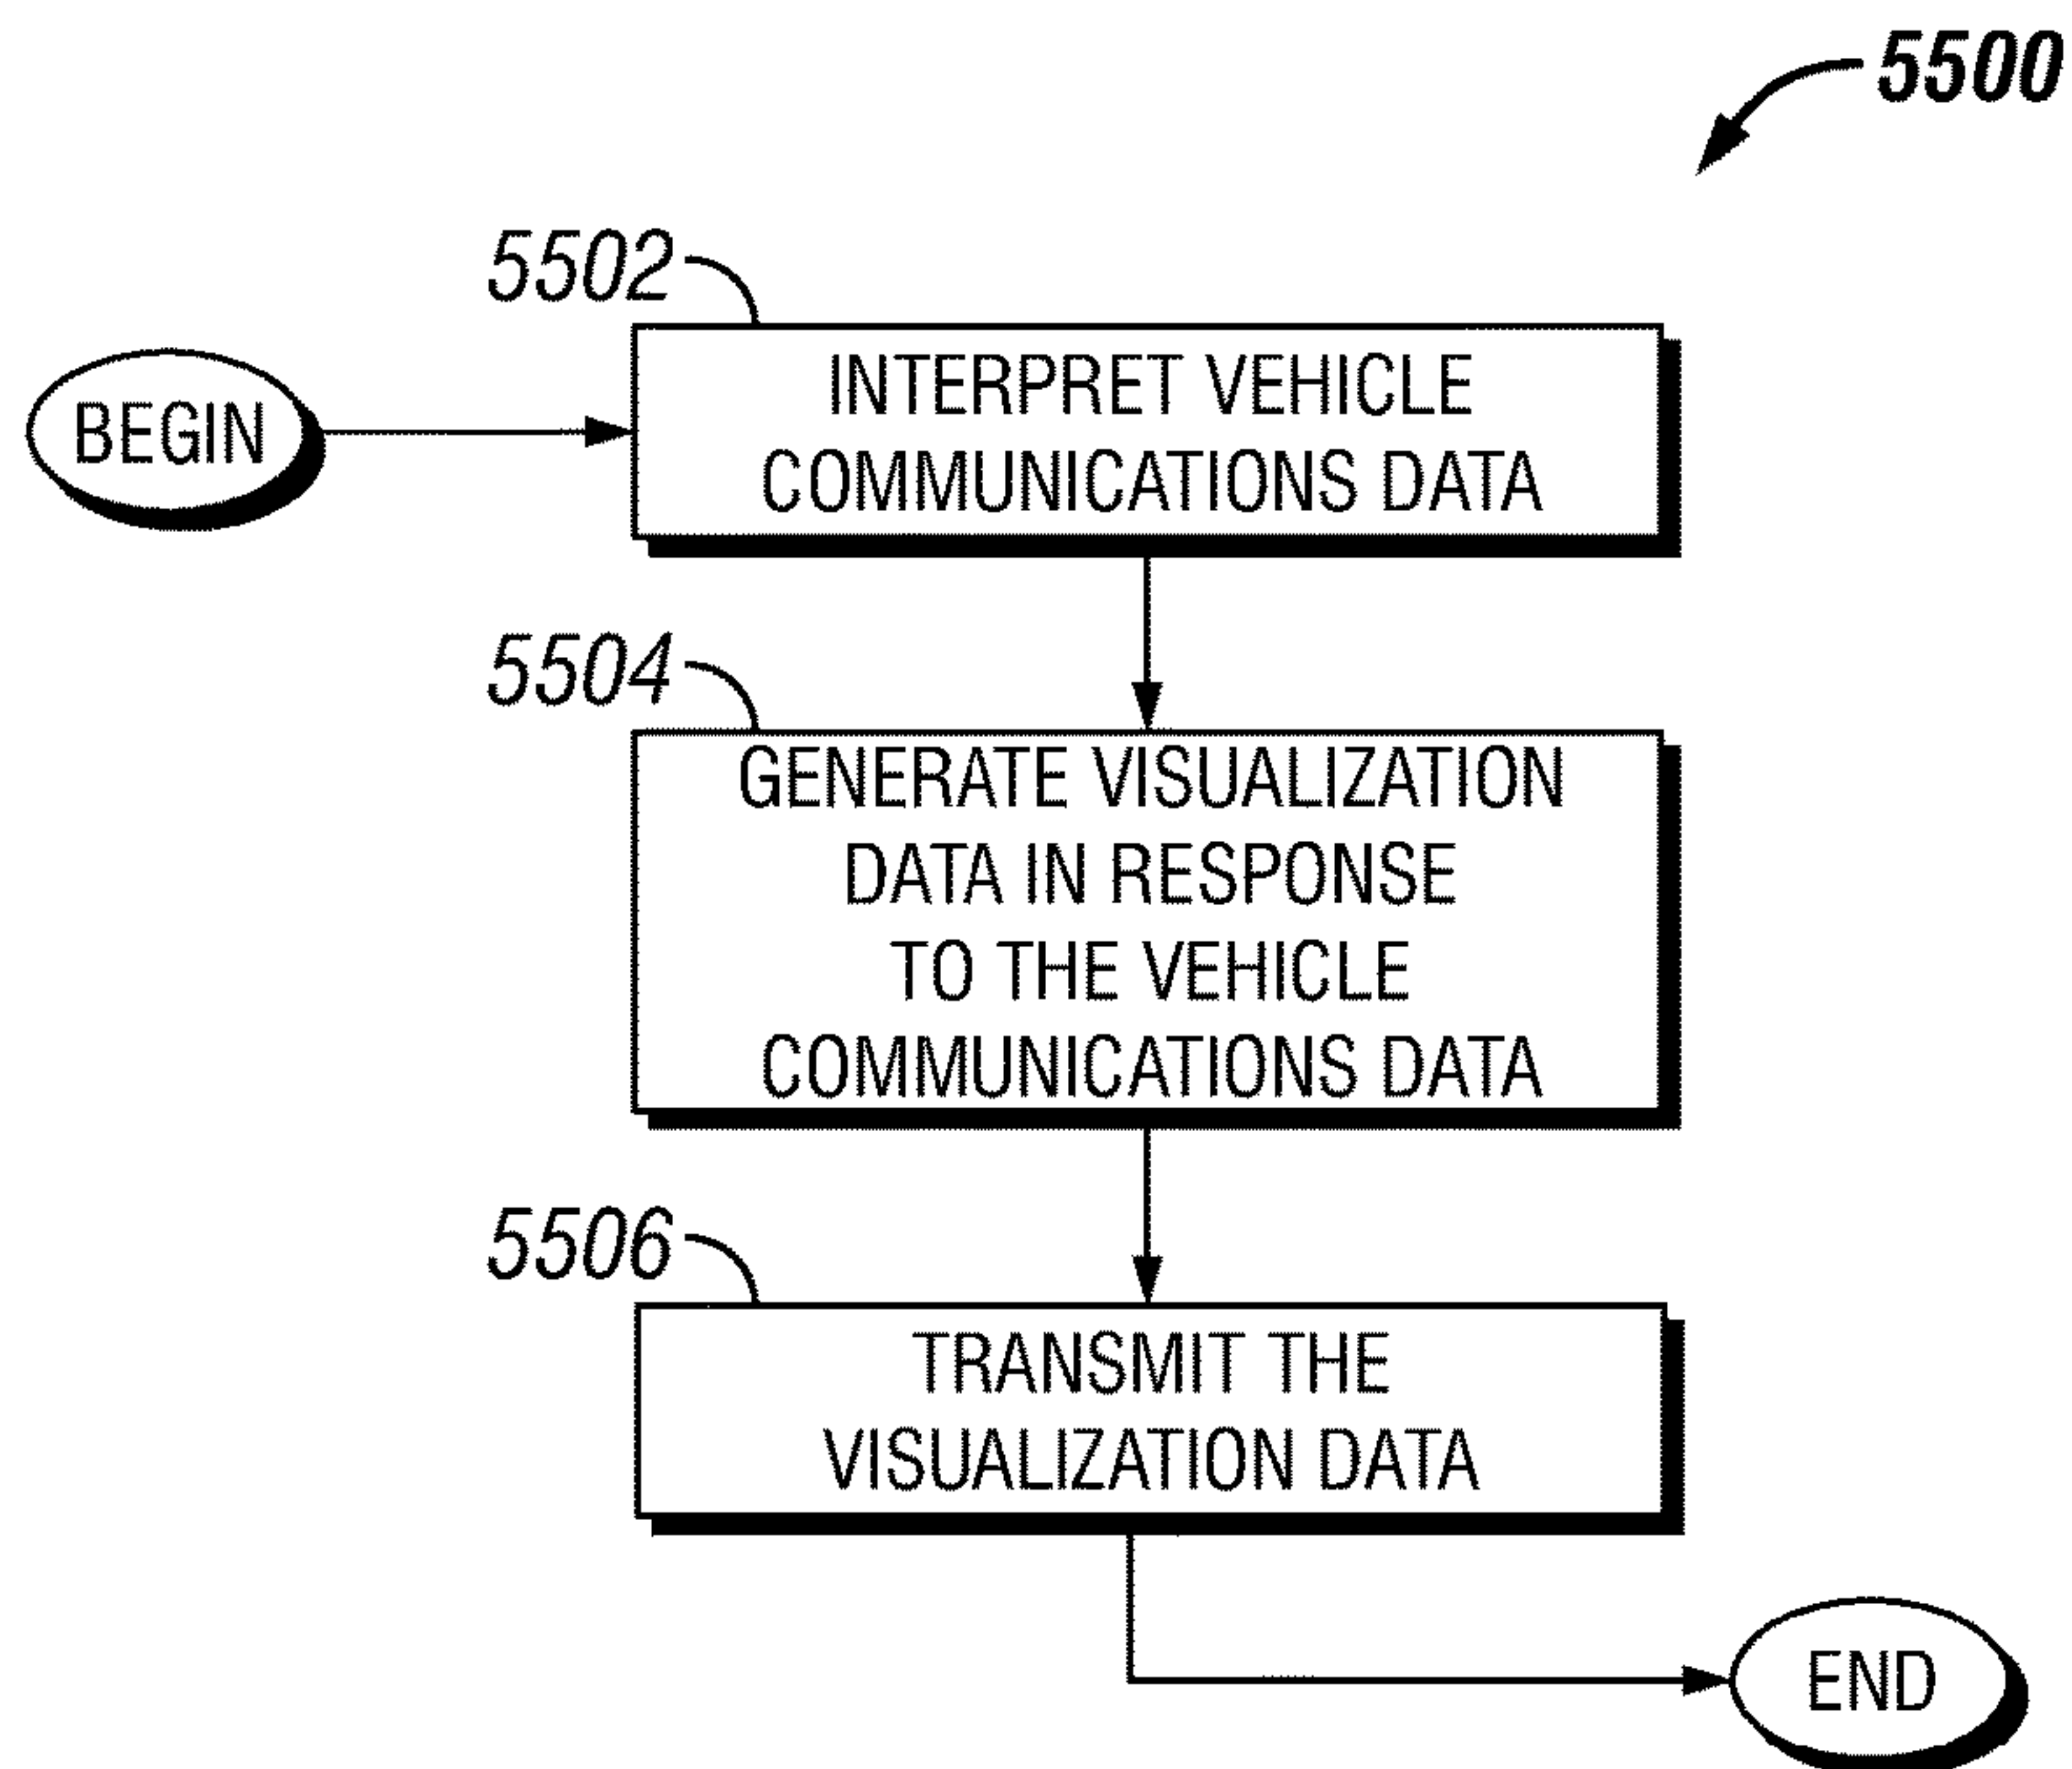 5500
5502
BEGIN
INTERPRET VEHICLE
COMMUNICATIONS DATA
5504
GENERATE VISUALIZATION
DATA IN RESPONSE
TO THE VEHICLE
COMMUNICATIONS DATA
5506
TRANSMIT THE
VISUALIZATION DATA
END